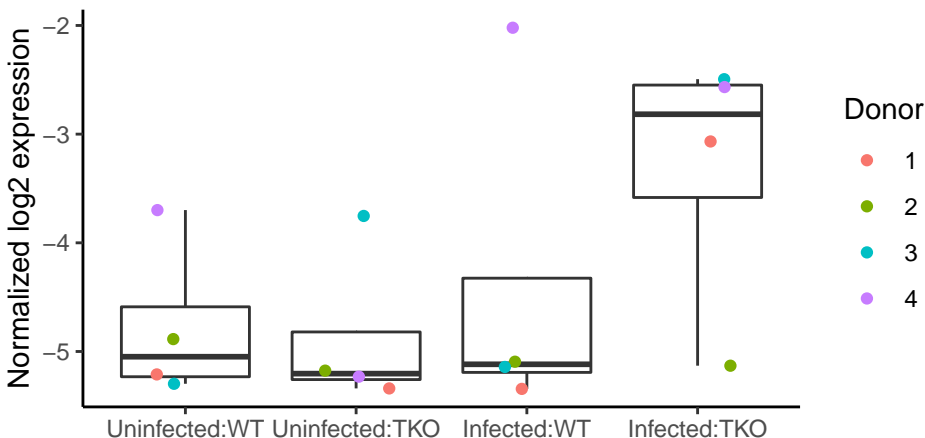 Normalized log2 expression
−2
−3
−4
−5
Uninfected:WT
Uninfected:TKO
Infected:WT
Infected:TKO
Donor
1
2
3
4